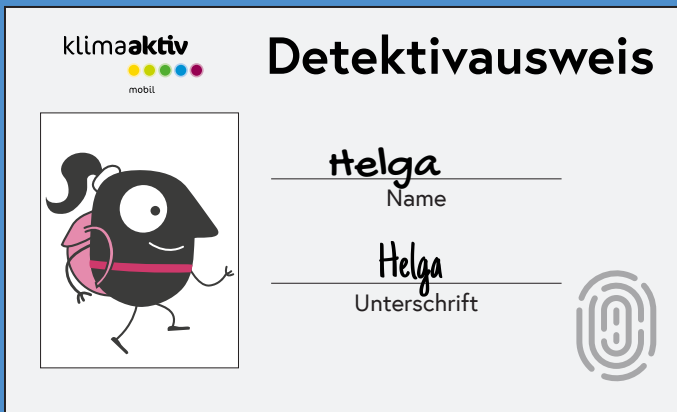 klimaaktiv
mobil
Detektivausweis
Helga
Name
Helga
Unterschrift